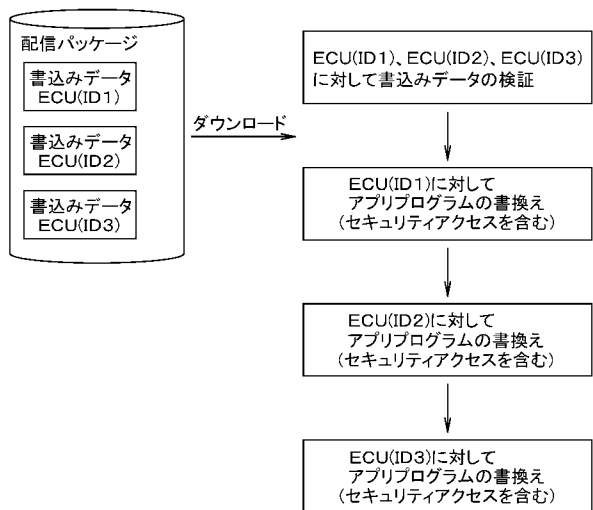 配信パッケージ
書込みデータ
ECU(ID1)
書込みデータ
ECU(ID2)
書込みデータ
ECU(ID3)
ダウンロード
ECU(ID1)、ECU(ID2)、ECU(ID3)
に対して書込みデータの検証
ECU(ID1)に対して
アプリプログラムの書換え
(セキュリティアクセスを含む)
ECU(ID2)に対して
アプリプログラムの書換え
(セキュリティアクセスを含む)
ECU(ID3)に対して
アプリプログラムの書換え
(セキュリティアクセスを含む)